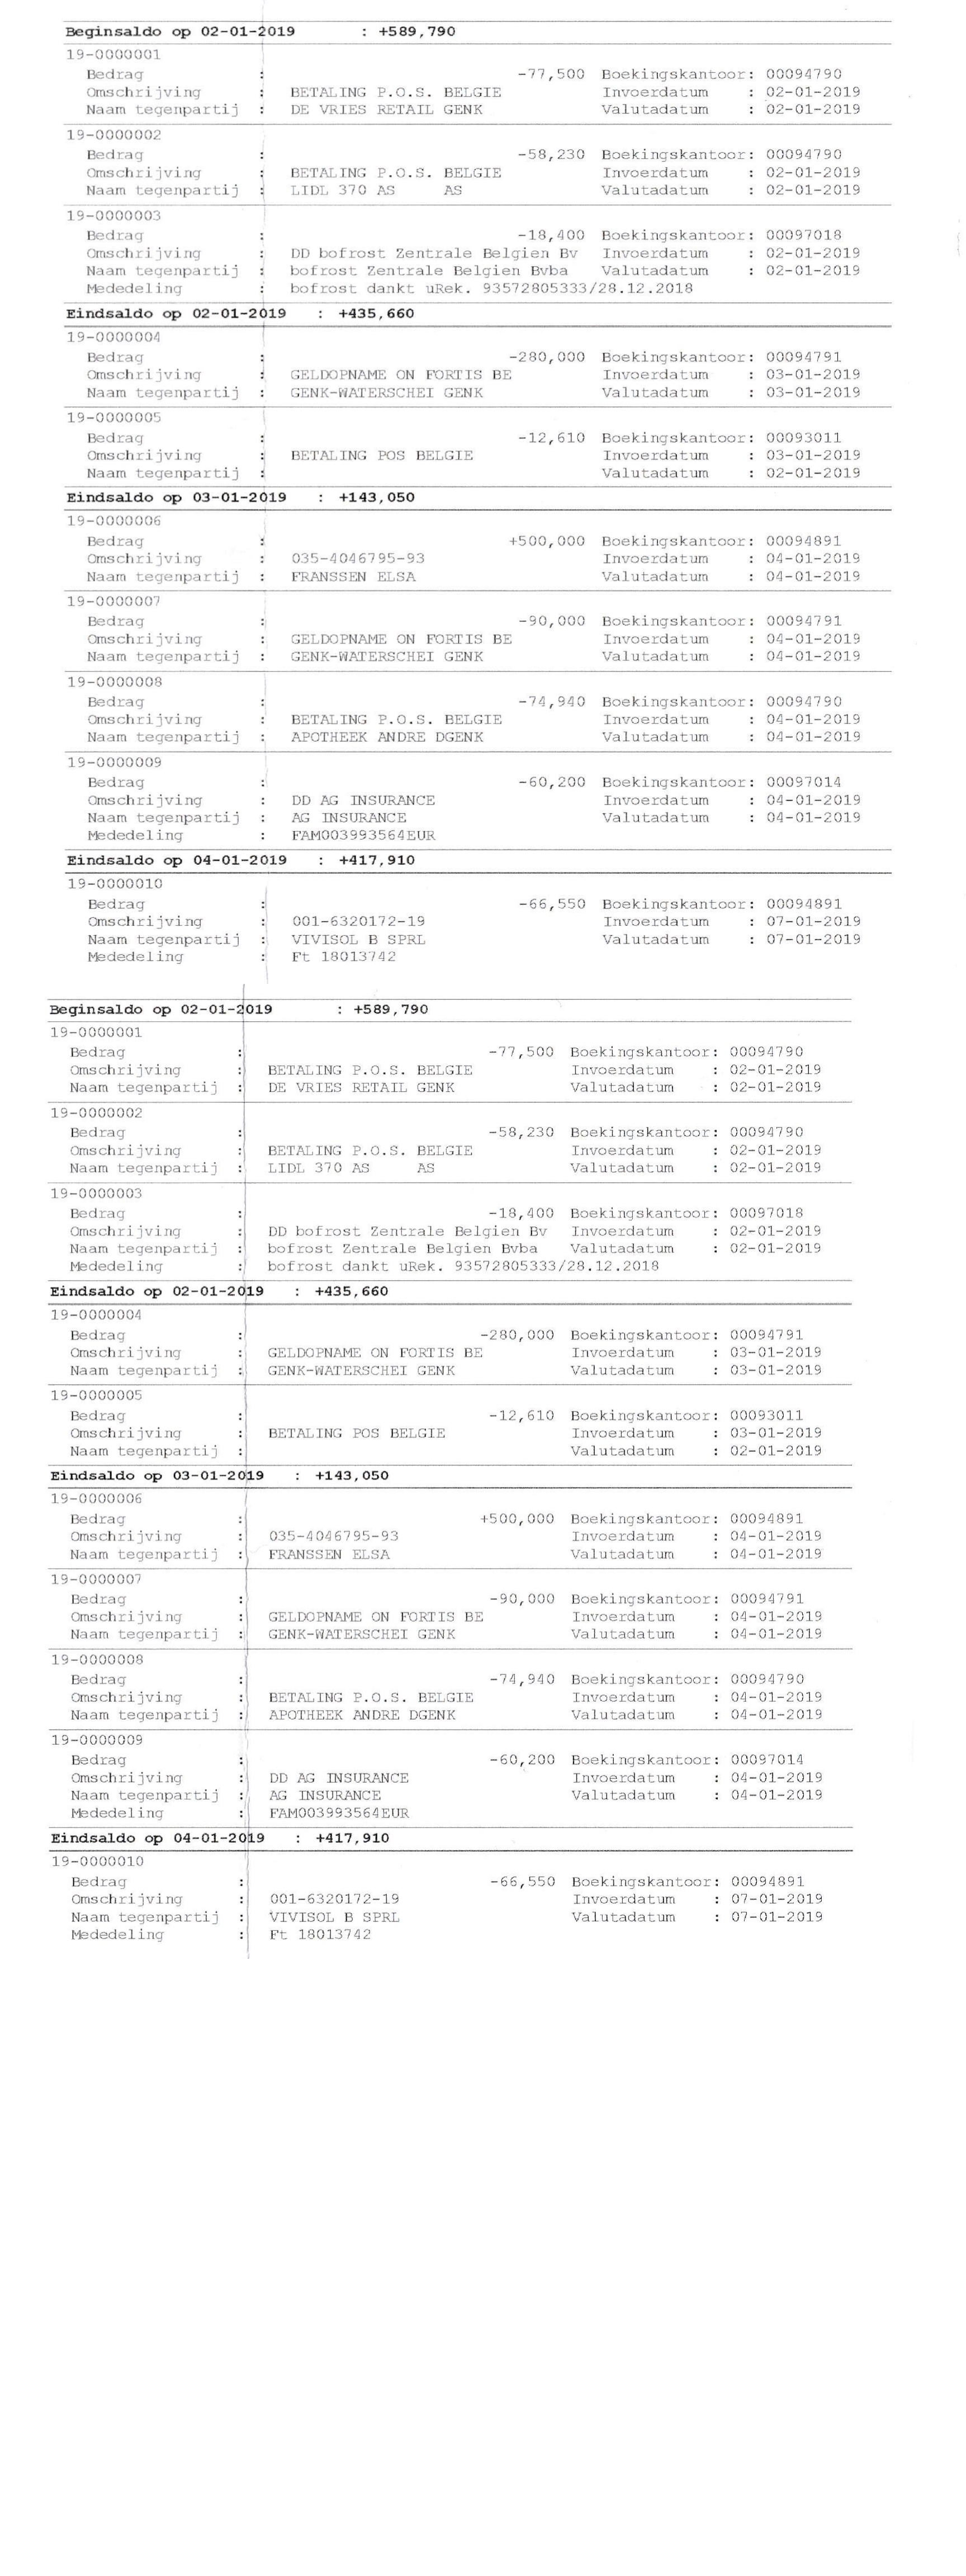 Beginsaldo op 02-01-2019 : +589,790
19-0000001
Bedrag : -77,500 Boekingskantoor: 00094790
Omschrijving : BETALING P.O.S. BELGIE Invoerdatum : 02-01-2019
Naam tegenpartij : DE VRIES RETAIL GENK Valutadatum : 02-01-2019
19-0000002
Bedrag : -58,230 Boekingskantoor: 00094790
Omschrijving : BETALING P.O.S. BELGIE Invoerdatum : 02-01-2019
Naam tegenpartij : LIDL 370 AS AS Valutadatum : 02-01-2019
19-0000003
Bedrag : -18,400 Boekingskantoor: 00097018
Omschrijving : DD bofrost Zentrale Belgien Bv Invoerdatum : 02-01-2019
Naam tegenpartij : bofrost Zentrale Belgien Bvba Valutadatum : 02-01-2019
Mededeling : bofrost dankt uRek. 93572805333/28.12.2018
Eindsaldo op 02-01-2019 : +435,660
19-0000004
Bedrag : -280,000 Boekingskantoor: 00094791
Omschrijving : GELDOPNAME ON FORTIS BE Invoerdatum : 03-01-2019
Naam tegenpartij : GENK-WATERSCHEI GENK Valutadatum : 03-01-2019
19-0000005
Bedrag : -12,610 Boekingskantoor: 00093011
Omschrijving : BETALING POS BELGIE Invoerdatum : 03-01-2019
Naam tegenpartij : Valutadatum : 02-01-2019
Eindsaldo op 03-01-2019 : +143,050
19-0000006
Bedrag : +500,000 Boekingskantoor: 00094891
Omschrijving : 035-4046795-93 Invoerdatum : 04-01-2019
Naam tegenpartij : FRANSSEN ELSA Valutadatum : 04-01-2019
19-0000007
Bedrag : -90,000 Boekingskantoor: 00094791
Omschrijving : GELDOPNAME ON FORTIS BE Invoerdatum : 04-01-2019
Naam tegenpartij : GENK-WATERSCHEI GENK Valutadatum : 04-01-2019
19-0000008
Bedrag : -74,940 Boekingskantoor: 00094790
Omschrijving : BETALING P.O.S. BELGIE Invoerdatum : 04-01-2019
Naam tegenpartij : APOTHEEK ANDRE DGENK Valutadatum : 04-01-2019
19-0000009
Bedrag : -60,200 Boekingskantoor: 00097014
Omschrijving : DD AG INSURANCE Invoerdatum : 04-01-2019
Naam tegenpartij : AG INSURANCE Valutadatum : 04-01-2019
Mededeling : FAM003993564EUR
Eindsaldo op 04-01-2019 : +417,910
19-0000010
Bedrag : -66,550 Boekingskantoor: 00094891
Omschrijving : 001-6320172-19 Invoerdatum : 07-01-2019
Naam tegenpartij : VIVISOL B SPRL Valutadatum : 07-01-2019
Mededeling : Ft 18013742
Beginsaldo op 02-01-2019 : +589,790
19-0000001
Bedrag : -77,500 Boekingskantoor: 00094790
Omschrijving : BETALING P.O.S. BELGIE Invoerdatum : 02-01-2019
Naam tegenpartij : DE VRIES RETAIL GENK Valutadatum : 02-01-2019
19-0000002
Bedrag : -58,230 Boekingskantoor: 00094790
Omschrijving : BETALING P.O.S. BELGIE Invoerdatum : 02-01-2019
Naam tegenpartij : LIDL 370 AS AS Valutadatum : 02-01-2019
19-0000003
Bedrag : -18,400 Boekingskantoor: 00097018
Omschrijving : DD bofrost Zentrale Belgien Bv Invoerdatum : 02-01-2019
Naam tegenpartij : bofrost Zentrale Belgien Bvba Valutadatum : 02-01-2019
Mededeling : bofrost dankt uRek. 93572805333/28.12.2018
Eindsaldo op 02-01-2019 : +435,660
19-0000004
Bedrag : -280,000 Boekingskantoor: 00094791
Omschrijving : GELDOPNAME ON FORTIS BE Invoerdatum : 03-01-2019
Naam tegenpartij : GENK-WATERSCHEI GENK Valutadatum : 03-01-2019
19-0000005
Bedrag : -12,610 Boekingskantoor: 00093011
Omschrijving : BETALING POS BELGIE Invoerdatum : 03-01-2019
Naam tegenpartij : Valutadatum : 02-01-2019
Eindsaldo op 03-01-2019 : +143,050
19-0000006
Bedrag : +500,000 Boekingskantoor: 00094891
Omschrijving : 035-4046795-93 Invoerdatum : 04-01-2019
Naam tegenpartij : FRANSSEN ELSA Valutadatum : 04-01-2019
19-0000007
Bedrag : -90,000 Boekingskantoor: 00094791
Omschrijving : GELDOPNAME ON FORTIS BE Invoerdatum : 04-01-2019
Naam tegenpartij : GENK-WATERSCHEI GENK Valutadatum : 04-01-2019
19-0000008
Bedrag : -74,940 Boekingskantoor: 00094790
Omschrijving : BETALING P.O.S. BELGIE Invoerdatum : 04-01-2019
Naam tegenpartij : APOTHEEK ANDRE DGENK Valutadatum : 04-01-2019
19-0000009
Bedrag : -60,200 Boekingskantoor: 00097014
Omschrijving : DD AG INSURANCE Invoerdatum : 04-01-2019
Naam tegenpartij : AG INSURANCE Valutadatum : 04-01-2019
Mededeling : FAM003993564EUR
Eindsaldo op 04-01-2019 : +417,910
19-0000010
Bedrag : -66,550 Boekingskantoor: 00094891
Omschrijving : 001-6320172-19 Invoerdatum : 07-01-2019
Naam tegenpartij : VIVISOL B SPRL Valutadatum : 07-01-2019
Mededeling : Ft 18013742